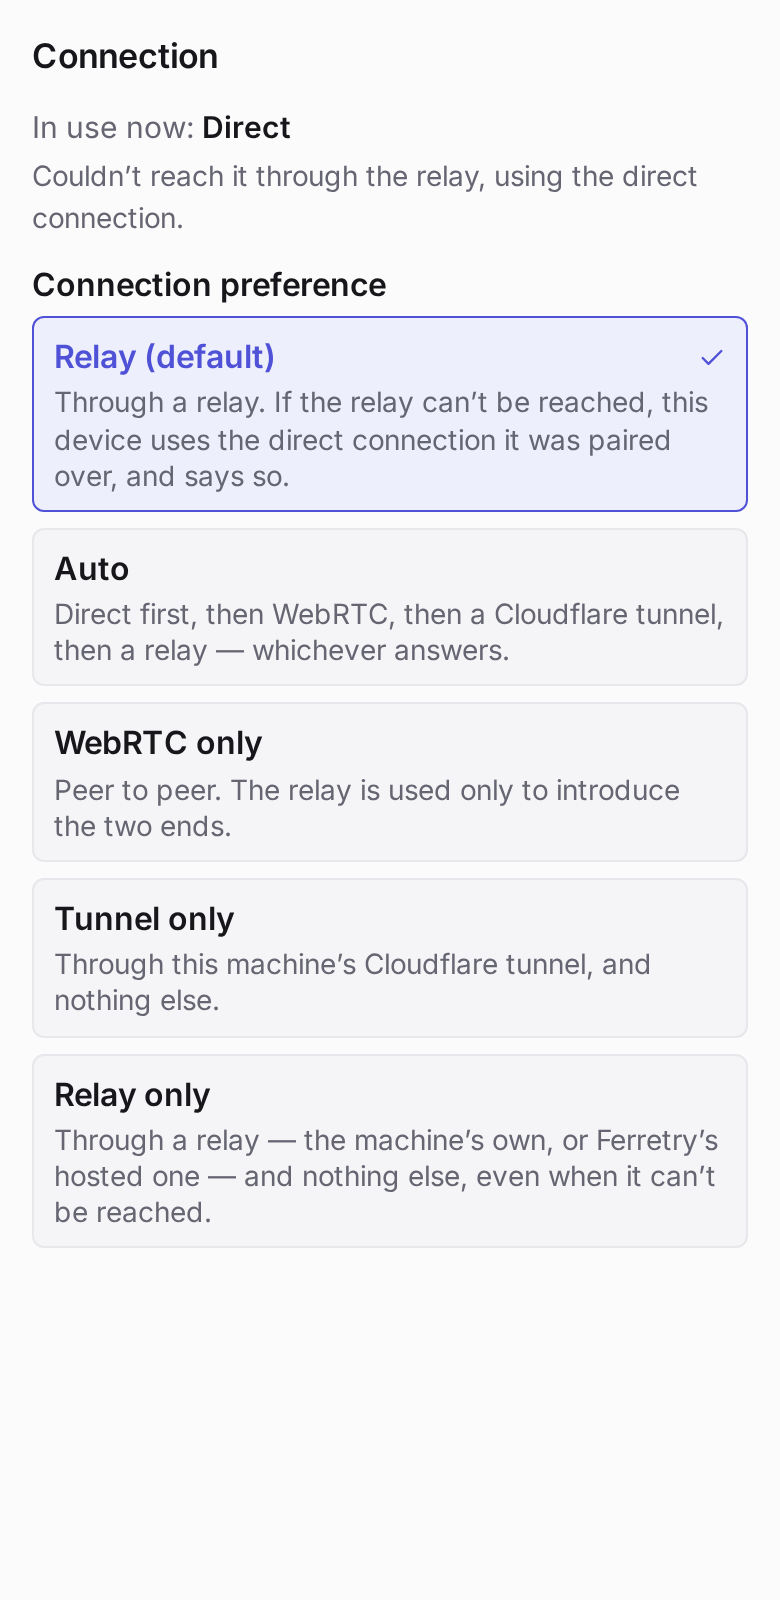 Connection
In use now: Direct
Couldn’t reach it through the relay, using the direct
connection.
Connection preference
Relay (default)
Through a relay. If the relay can’t be reached, this
device uses the direct connection it was paired
over, and says so.
Auto
Direct first, then WebRTC, then a Cloudflare tunnel,
then a relay — whichever answers.
WebRTC only
Peer to peer. The relay is used only to introduce
the two ends.
Tunnel only
Through this machine’s Cloudflare tunnel, and
nothing else.
Relay only
Through a relay — the machine’s own, or Ferretry’s
hosted one — and nothing else, even when it can’t
be reached.